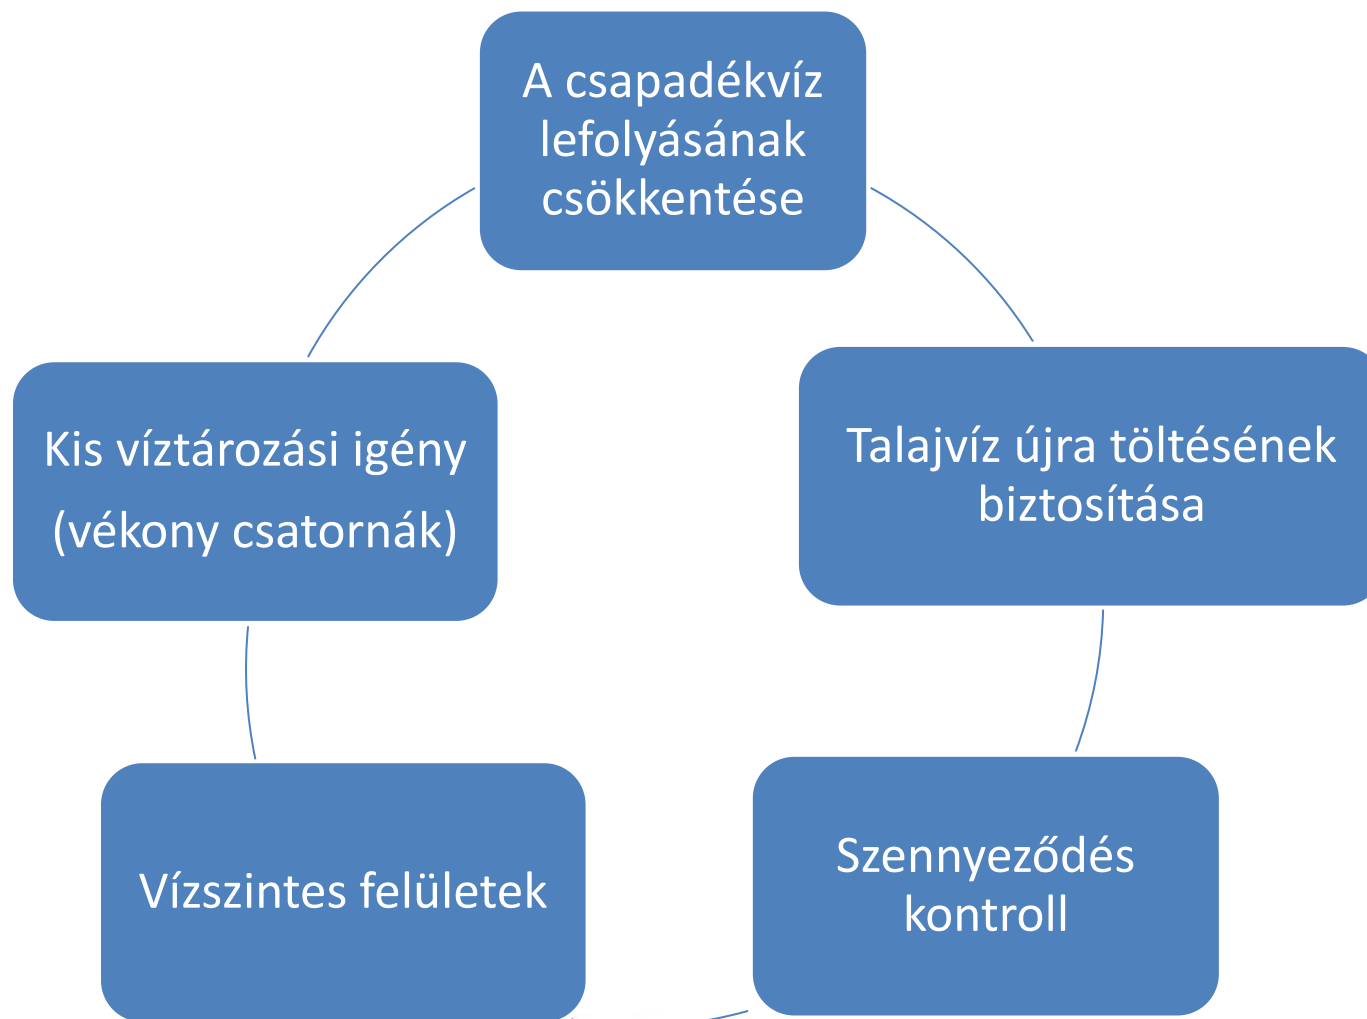 A csapadékvíz
lefolyásának
csökkentése
Talajvíz újra töltésének
biztosítása
Szennyeződés
kontroll
Vízszintes felületek
Kis víztározási igény
(vékony csatornák)